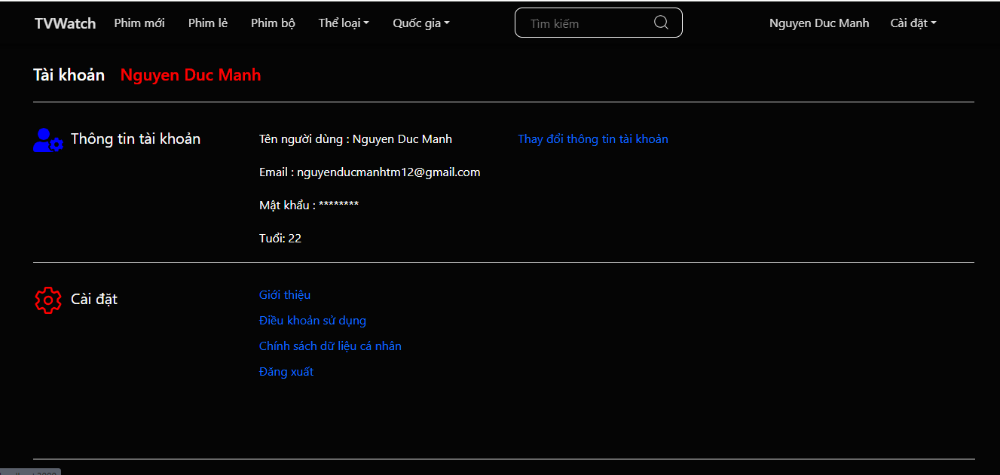 TVWatch Phim mới Phim lẻ Phim bộ Thể loại Quốc gia Tìm kiếm Nguyen Duc Manh Cài đặt
Tài khoản Nguyen Duc Manh
Thông tin tài khoản Tên người dùng : Nguyen Duc Manh Thay đổi thông tin tài khoản
Email : nguyenducmanhtm12@gmail.com
Mật khẩu : ********
Tuổi: 22
Cài đặt Giới thiệu
Điều khoản sử dụng
Chính sách dữ liệu cá nhân
Đăng xuất